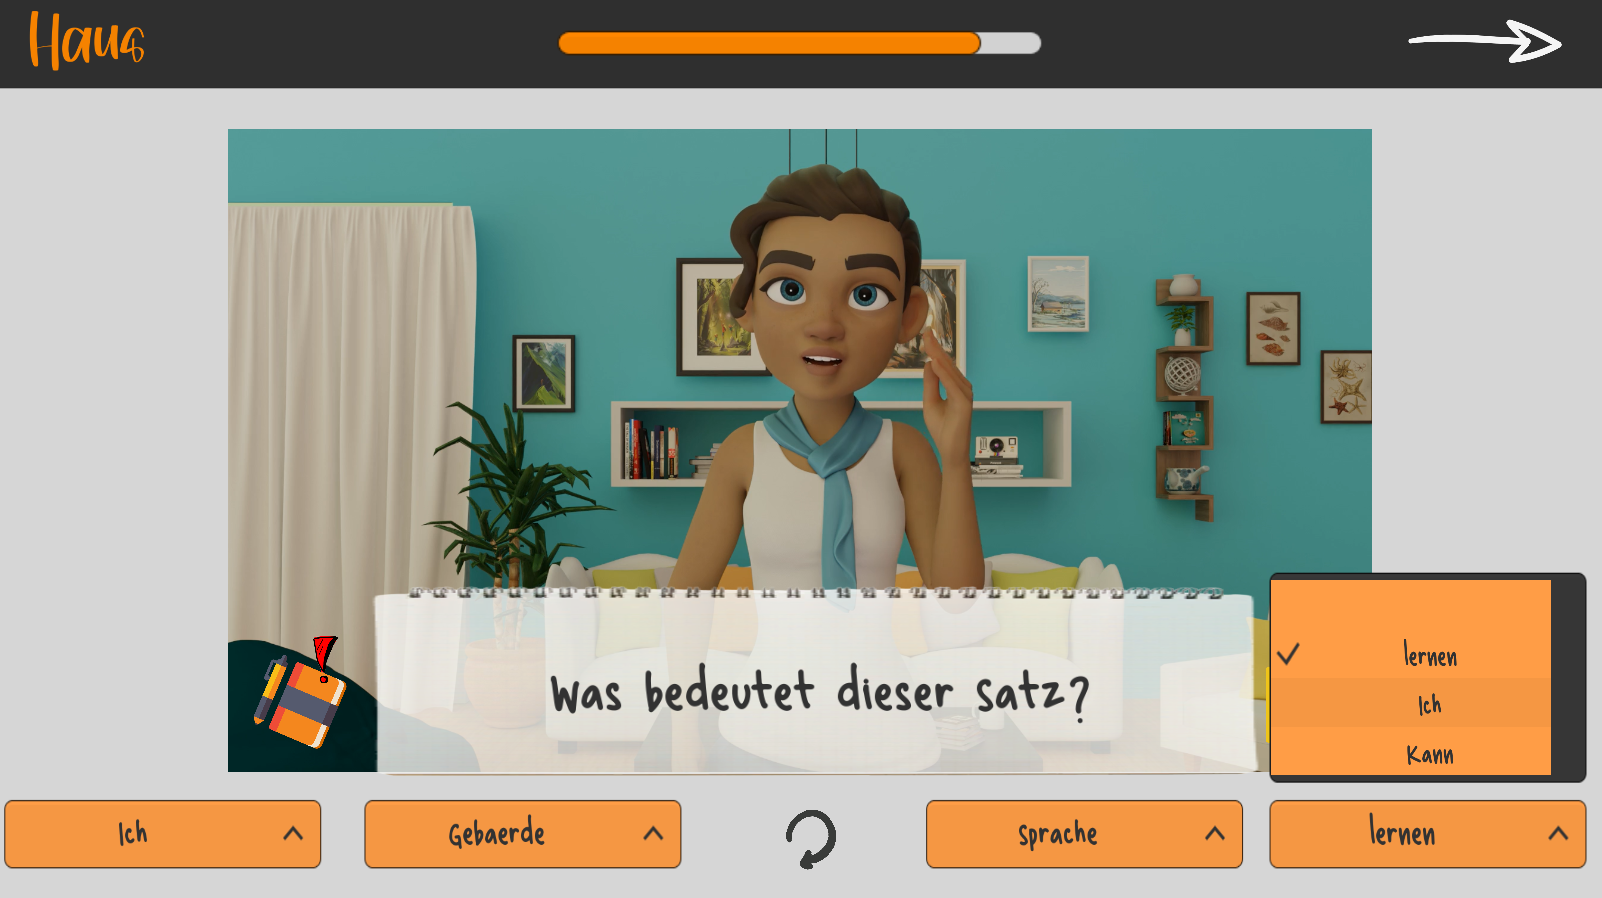 Haus
Was bedeutet dieser Satz?
lernen
Ich
Kann
Ich
Gebaerde
Sprache
lernen